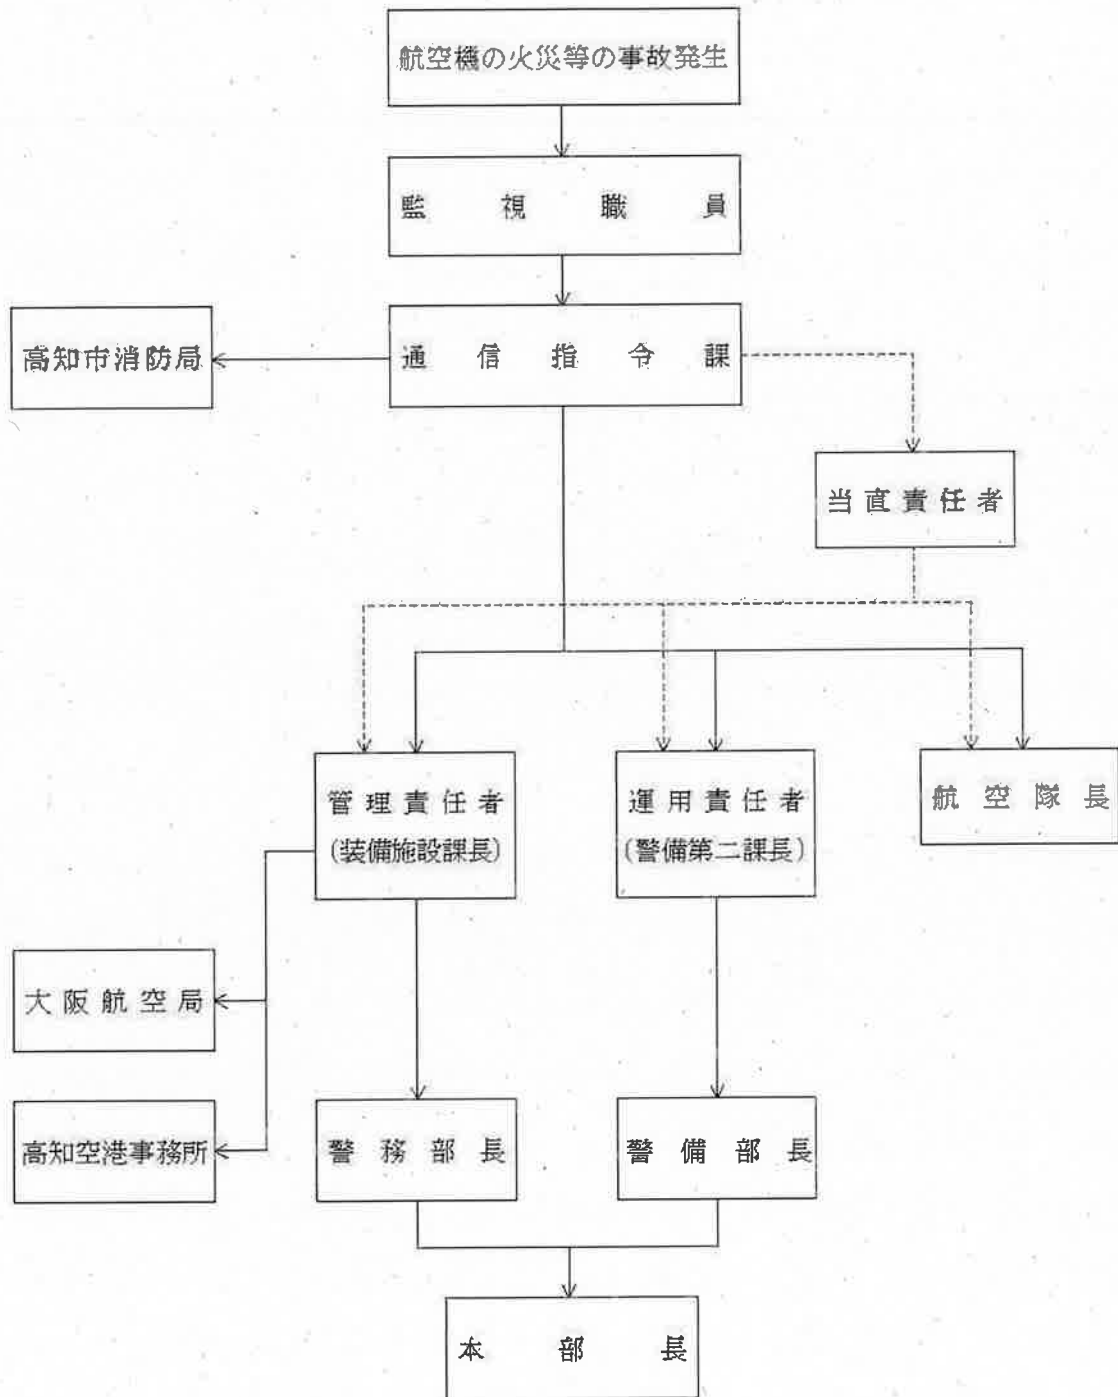 航空機の火災等の事故発生
監視職員
高知市消防局
通信指令課
当直責任者
管理責任者
(装備施設課長)
運用責任者
(警備第二課長)
航空隊長
大阪航空局
高知空港事務所
警務部長
警備部長
本部長